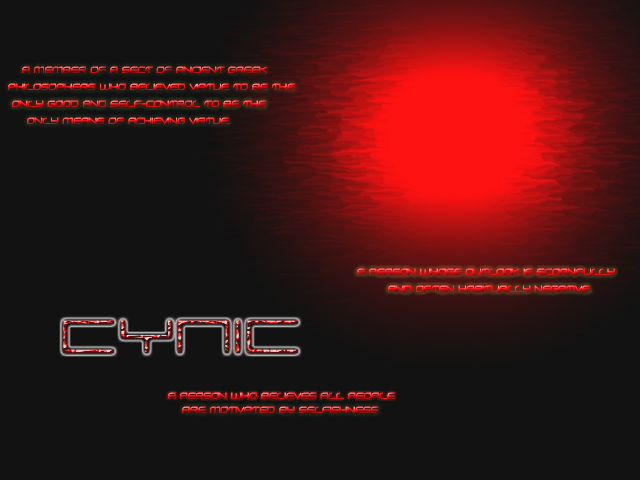 A MEMBER OF A SECT OF ANCIENT GREEK
PHILOSOPHERS WHO BELIEVED VIRTUE TO BE THE
ONLY GOOD AND SELF-CONTROL TO BE THE
ONLY MEANS OF ACHIEVING VIRTUE
A PERSON WHOSE OUTLOOK IS SCORNFULLY
AND OFTEN HABITUALLY NEGATIVE
CYNIC
A PERSON WHO BELIEVES ALL PEOPLE
ARE MOTIVATED BY SELFISHNESS